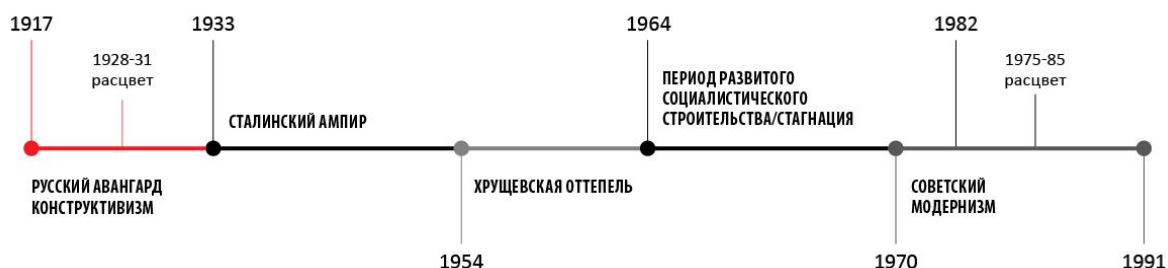 1917
1933
1964
1982
1928-31
расцвет
1975-85
расцвет
ПЕРИОД РАЗВИТОГО
СОЦИАЛИСТИЧЕСКОГО
СТРОИТЕЛЬСТВА/СТАГНАЦИЯ
СТАЛИНСКИЙ АМПИР
РУССКИЙ АВАНГАРД
КОНСТРУКТИВИЗМ
ХРУЩЕВСКАЯ ОТТЕПЕЛЬ
СОВЕТСКИЙ
МОДЕРНИЗМ
1954
1970
1991